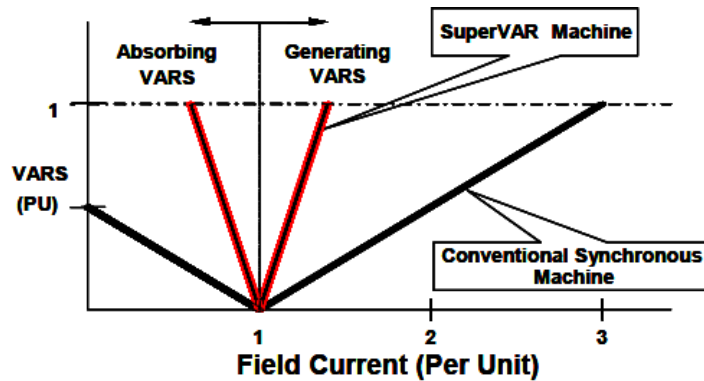 Absorbing
VARS
Generating
VARS
SuperVAR Machine
1
VARS
(PU)
Conventional Synchronous
Machine
1
2
3
Field Current (Per Unit)